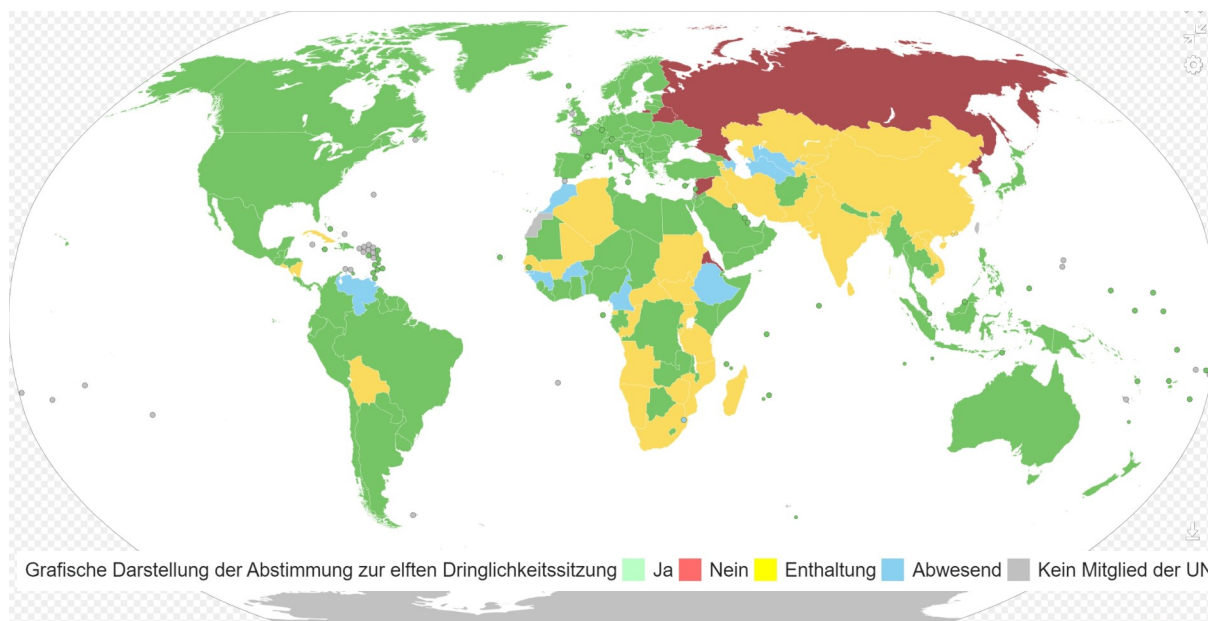 Grafische Darstellung der Abstimmung zur elften Dringlichkeitssitzung Ja Nein Enthaltung Abwesend Kein Mitglied der UN